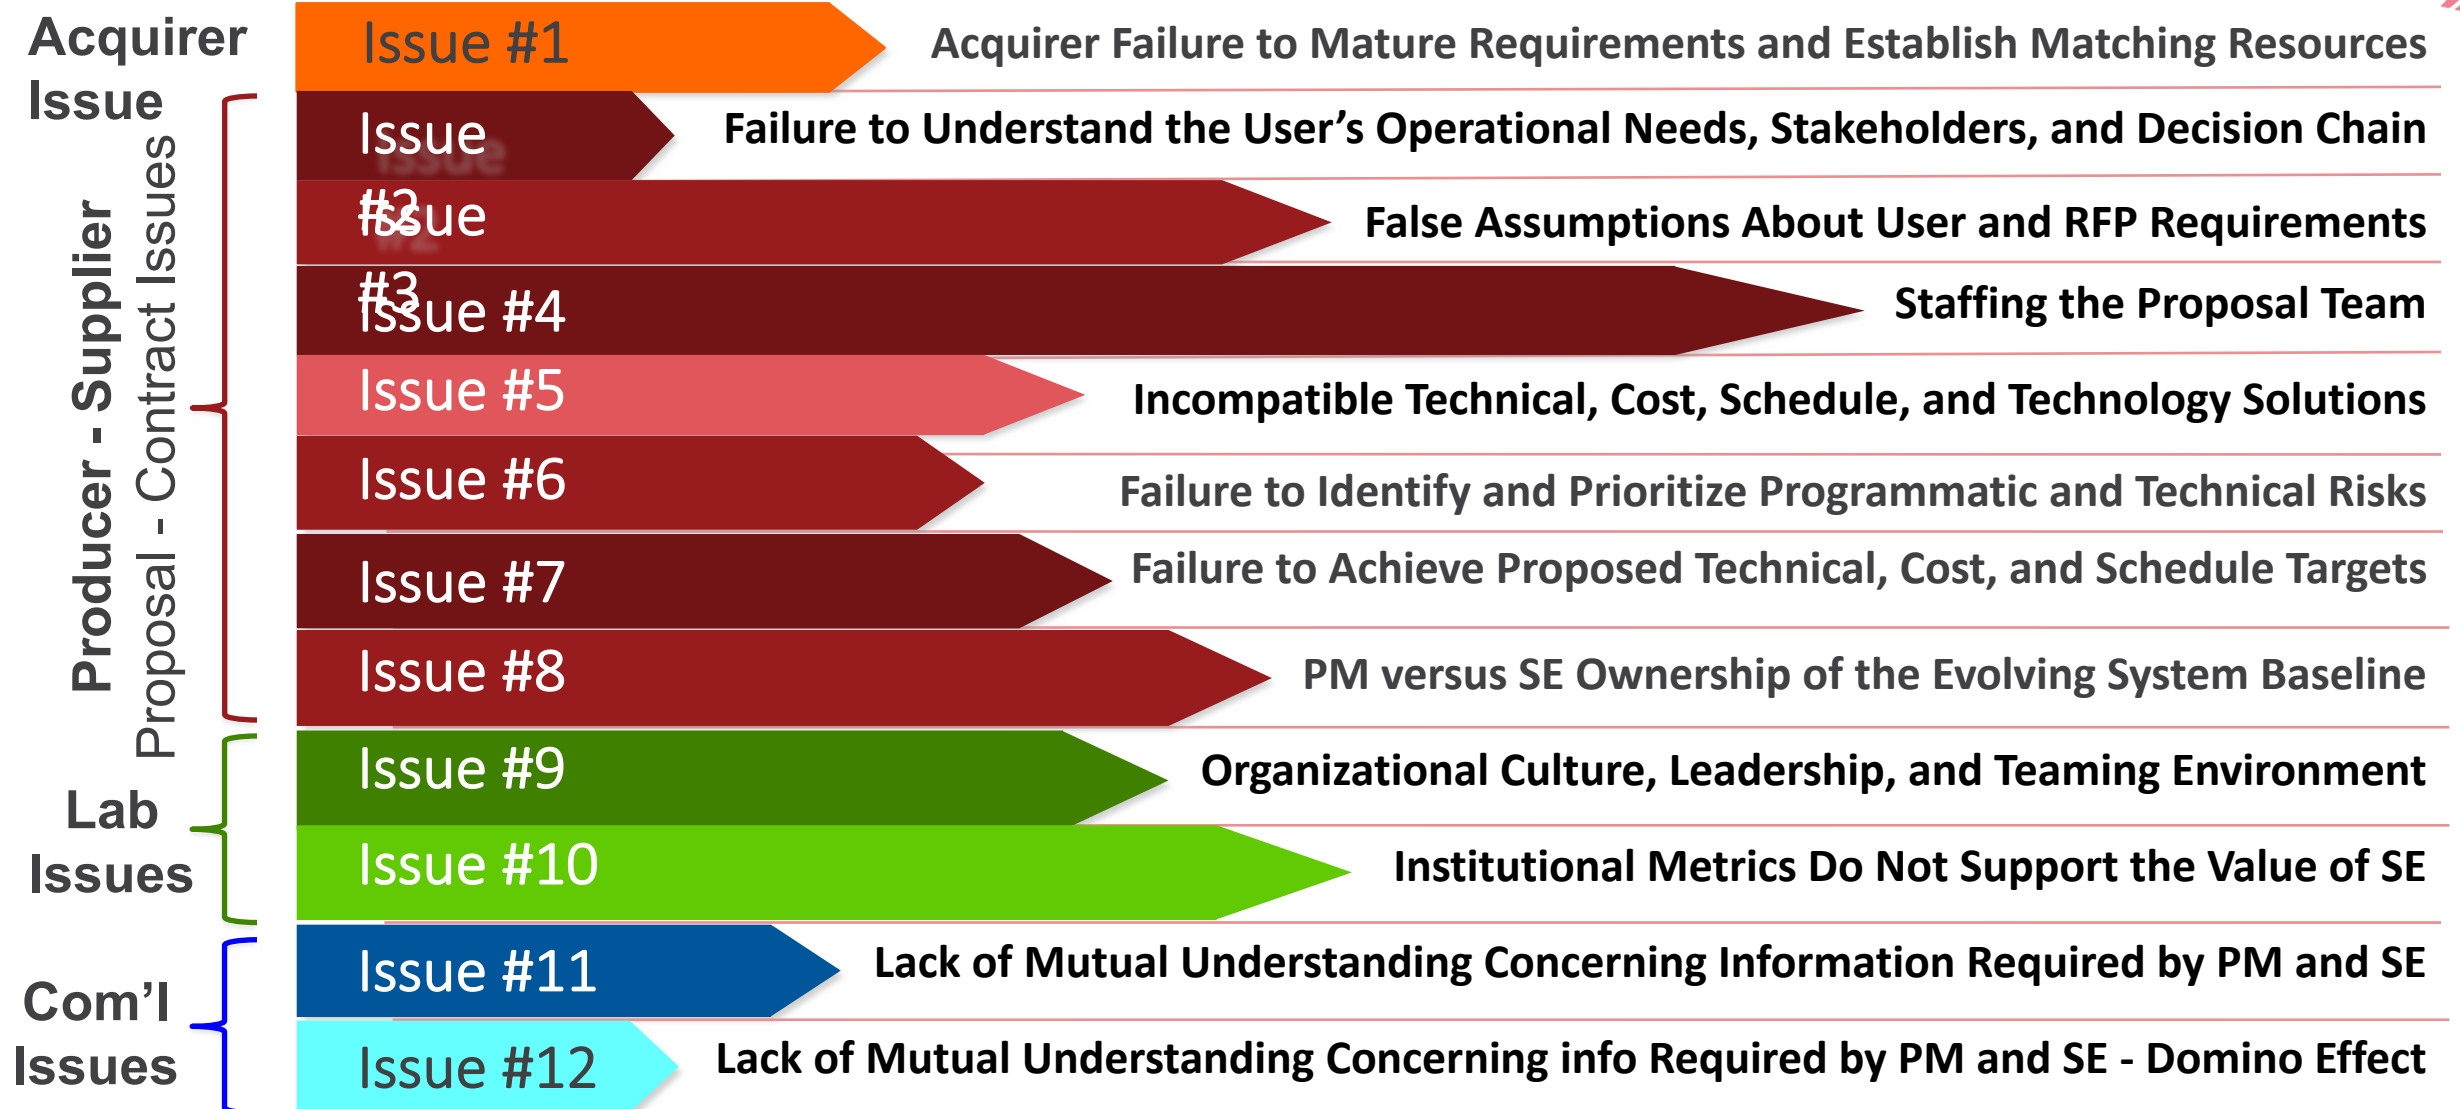 Acquirer
Issue
Issue #1
Acquirer Failure to Mature Requirements and Establish Matching Resources
Producer - Supplier
Proposal - Contract Issues
Issue
#2
Failure to Understand the User’s Operational Needs, Stakeholders, and Decision Chain
Issue
#3
False Assumptions About User and RFP Requirements
Issue #4
Staffing the Proposal Team
Issue #5
Incompatible Technical, Cost, Schedule, and Technology Solutions
Issue #6
Failure to Identify and Prioritize Programmatic and Technical Risks
Issue #7
Failure to Achieve Proposed Technical, Cost, and Schedule Targets
Issue #8
PM versus SE Ownership of the Evolving System Baseline
Lab
Issues
Issue #9
Organizational Culture, Leadership, and Teaming Environment
Issue #10
Institutional Metrics Do Not Support the Value of SE
Com’l
Issues
Issue #11
Lack of Mutual Understanding Concerning Information Required by PM and SE
Issue #12
Lack of Mutual Understanding Concerning info Required by PM and SE - Domino Effect